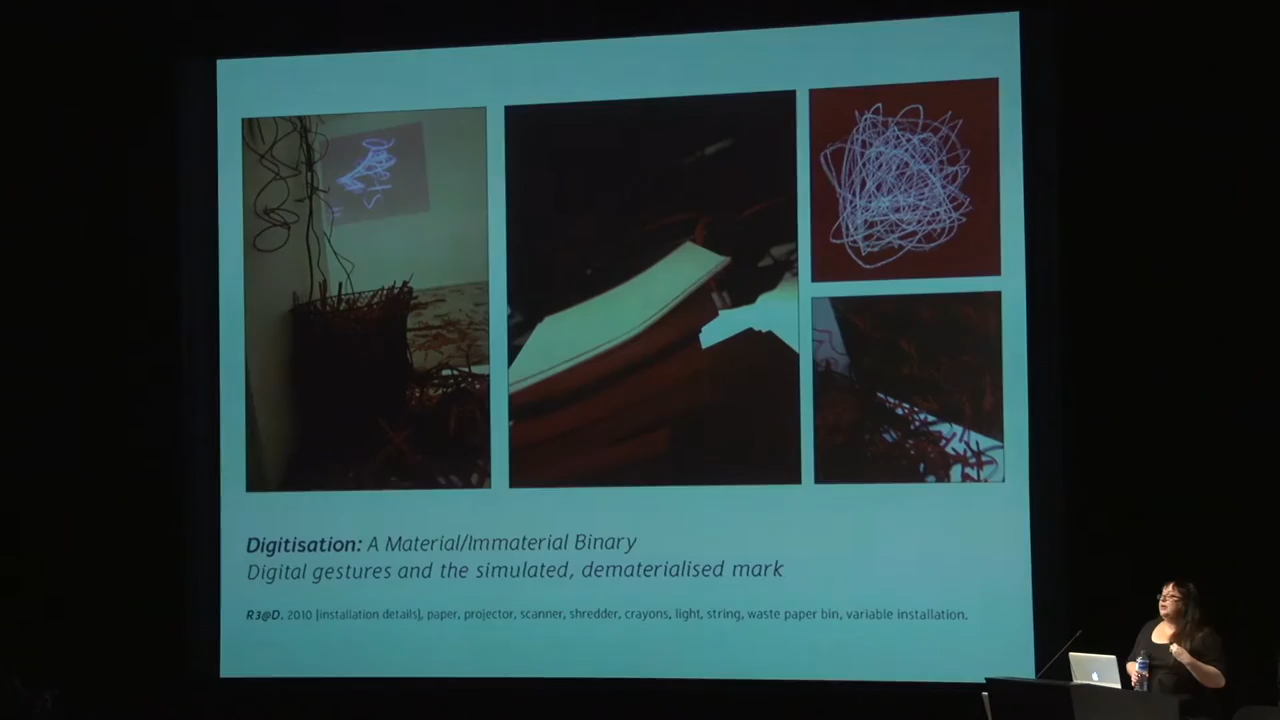 Digitisation: A Material/Immaterial Binary
Digital gestures and the simulated, dematerialised mark
R3@D, 2010 [installation details], paper, projector, scanner, shredder, crayons, light, string, waste paper bin, variable installation.